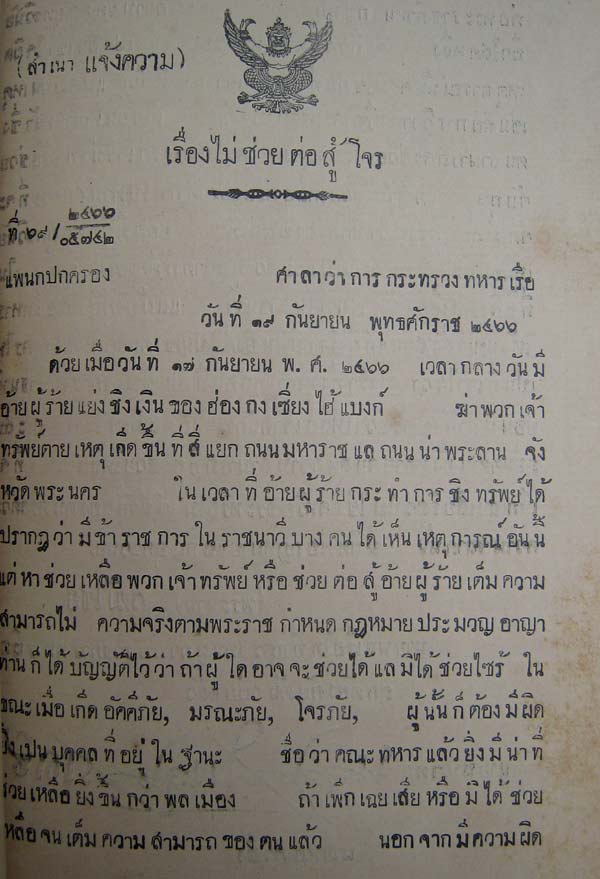 (สำเนา แจ้งความ)
เรื่องไม่ช่วยต่อสู้โจร
ที่ ๖๙/๒๔๖๖
๐๕๗๔๒
แพนกปกครอง ศาลาว่าการกระทรวงทหารเรือ
วันที่ ๑๙ กันยายน พุทธศักราช ๒๔๖๖
ด้วยเมื่อวันที่ ๑๗ กันยายน พ.ศ. ๒๔๖๖ เวลากลางวันมี
อ้ายผู้ร้ายแย่งชิงเงินของฮ่องกงเซี่ยงไฮ้แบงก์ ฆ่าพวกเจ้า
ทรัพย์ตาย เหตุเกิดขึ้นที่สี่แยกถนนมหาราชแลถนนน่าพระลาน จัง
หวัดพระนคร ในเวลาที่อ้ายผู้ร้ายกระทำการชิงทรัพย์ได้
ปรากฏว่ามีข้าราชการในราชนาวีบางคนได้เห็นเหตุการณ์อันนี้
แต่หาช่วยเหลือพวกเจ้าทรัพย์หรือช่วยต่อสู้อ้ายผู้ร้ายเต็มความ
สามารถไม่ ความจริงตามพระราชกำหนดกฎหมายประมวญอาญา
ท่านก็ได้บัญญัติไว้ว่าถ้าผู้ใดอาจจะช่วยได้แลมิได้ช่วยไซร้ ใน
ขณะเมื่อเกิดอัคคีภัย, มรณะภัย, โจรภัย, ผู้นั้นก็ต้องมีผิด
ยิ่งเปนบุคคลที่อยู่ในฐานะ ชื่อว่าคณะทหารแล้วยิ่งมีน่าที่
ช่วยเหลือยิ่งขึ้นกว่าพลเมือง ถ้าเพิกเฉยเสียหรือมิได้ช่วย
เหลือจนเต็มความสามารถของตนแล้ว นอกจากมีความผิด